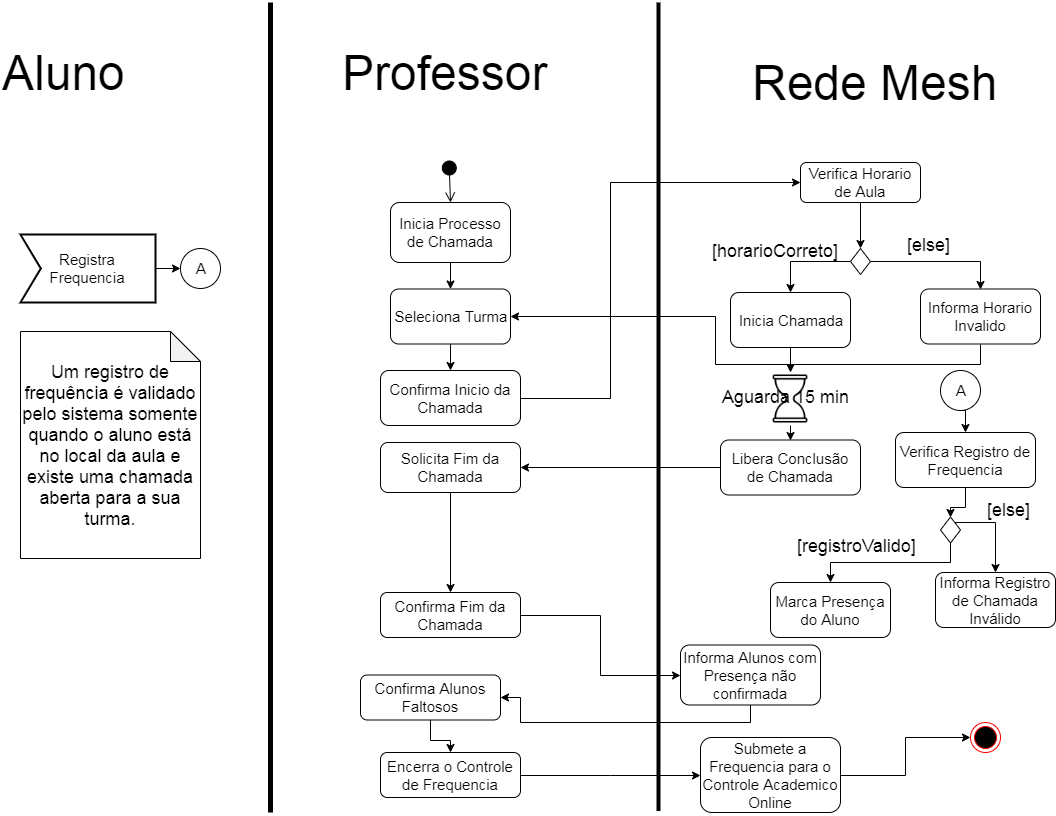 Aluno
Professor
Rede Mesh
Registra
Frequencia
A
Um registro de
frequência é validado
pelo sistema somente
quando o aluno está
no local da aula e
existe uma chamada
aberta para a sua
turma.
Inicia Processo
de Chamada
Seleciona Turma
Confirma Inicio da
Chamada
Solicita Fim da
Chamada
Confirma Fim da
Chamada
Confirma Alunos
Faltosos
Encerra o Controle
de Frequencia
Verifica Horario
de Aula
[horarioCorreto]
[else]
Inicia Chamada
Informa Horario
Invalido
Aguarda 15 min
Libera Conclusão
de Chamada
A
Verifica Registro de
Frequencia
[else]
[registroValido]
Marca Presença
do Aluno
Informa Registro
de Chamada
Inválido
Informa Alunos com
Presença não
confirmada
Submete a
Frequencia para o
Controle Academico
Online